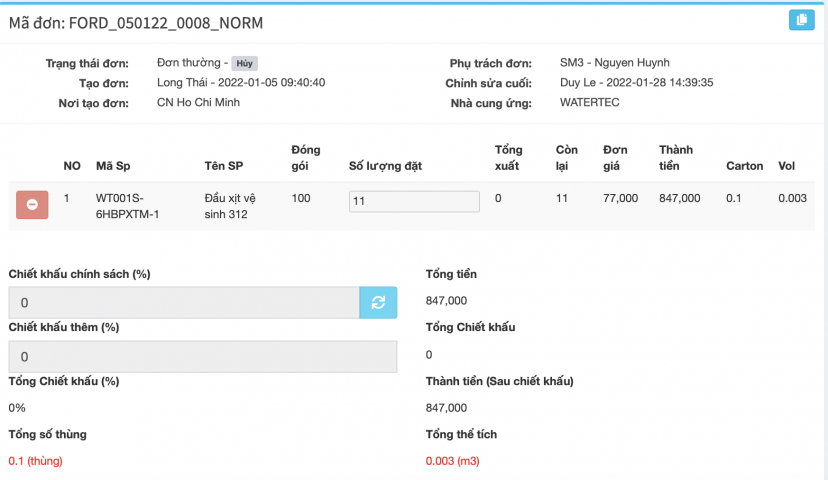 Mã đơn: FORD_050122_0008_NORM
Trạng thái đơn: Đơn thường - Hủy
Phụ trách đơn: SM3 - Nguyen Huynh
Tạo đơn: Long Thái - 2022-01-05 09:40:40
Chỉnh sửa cuối: Duy Le - 2022-01-28 14:39:35
Nơi tạo đơn: CN Ho Chi Minh
Nhà cung ứng: WATERTEC
NO Mã Sp Tên SP Đóng gói Số lượng đặt Tổng xuất Còn lại Đơn giá Thành tiền Carton Vol
1 WT001S-6HBPXTM-1 Đầu xịt vệ sinh 312 100 11 0 11 77,000 847,000 0.1 0.003
Chiết khấu chính sách (%)
0
Chiết khấu thêm (%)
0
Tổng Chiết khấu (%)
0%
Tổng số thùng
0.1 (thùng)
Tổng tiền
847,000
Tổng Chiết khấu
0
Thành tiền (Sau chiết khấu)
847,000
Tổng thể tích
0.003 (m3)